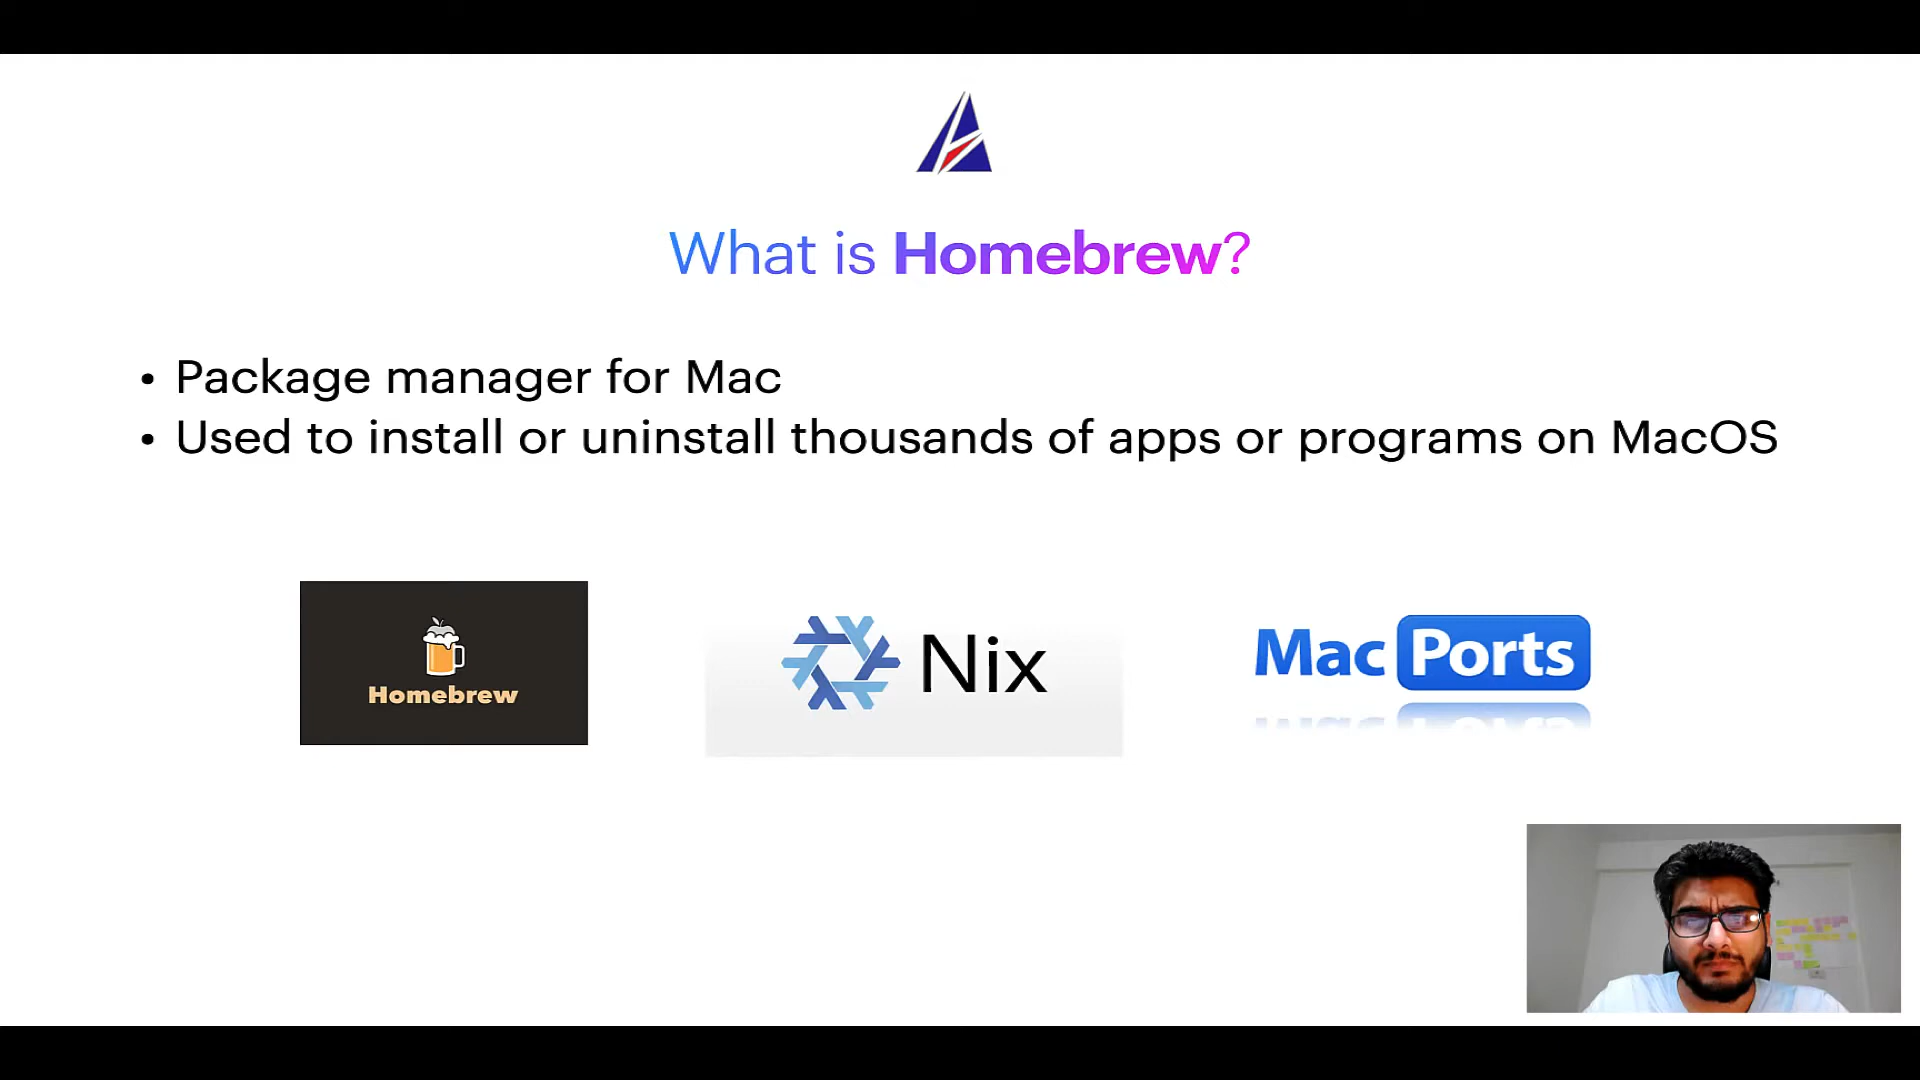 What is Homebrew?
• Package manager for Mac
• Used to install or uninstall thousands of apps or programs on MacOS
Homebrew
Nix
Mac Ports